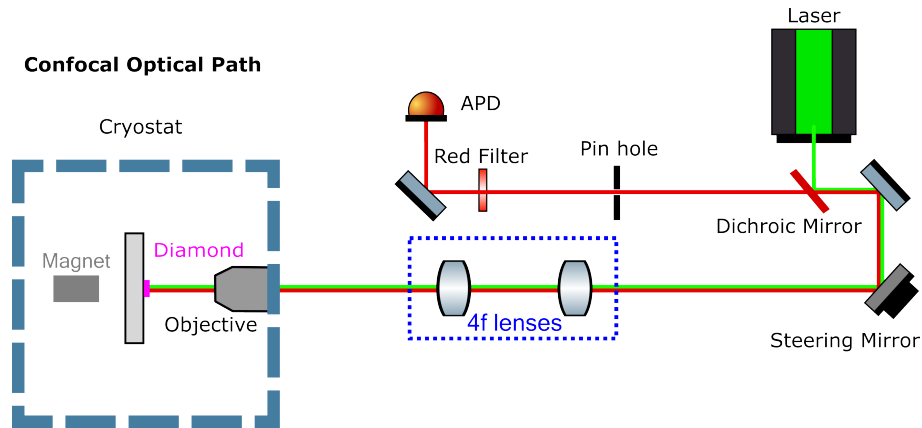 Laser
Confocal Optical Path
APD
Cryostat
Red Filter
Pin hole
Dichroic Mirror
Diamond
Magnet
Objective
4f lenses
Steering Mirror